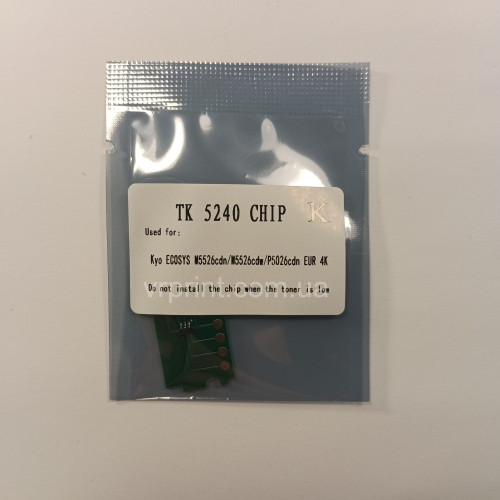 TK 5240 CHIP K
Used for:
Kyo ECOSYS M5526cdn/M5526cdw/P5026cdn EUR 4K
Do not install the chip when the toner is low
vrprint.com.ua